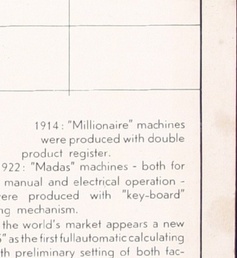 1914: "Millionaire" machines
were produced with double
product register.
922: "Madas" machines - both for
manual and electrical operation -
ere produced with "key-board"
ng mechanism.
the world's market appears a new
" as the first fullautomatic calculating
th preliminary setting of both fac-